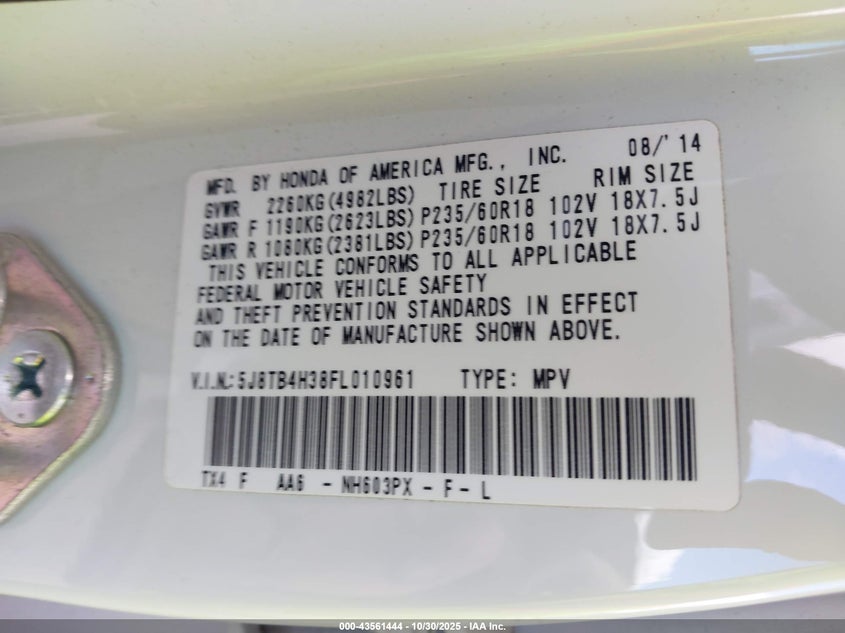 MFD. BY HONDA OF AMERICA MFG., INC. 08/'14
GVWR 2260KG(4982LBS) TIRE SIZE RIM SIZE
GAWR F 1190KG(2623LBS) P235/60R18 102V 18X7.5J
GAWR R 1080KG(2381LBS) P235/60R18 102V 18X7.5J
THIS VEHICLE CONFORMS TO ALL APPLICABLE
FEDERAL MOTOR VEHICLE SAFETY
AND THEFT PREVENTION STANDARDS IN EFFECT
ON THE DATE OF MANUFACTURE SHOWN ABOVE.
V.I.N.: 5J8TB4H38FL010961 TYPE: MPV
TX4 F AA6 - NH603PX - F - L
000-43561444 - 10/30/2025 - IAA Inc.